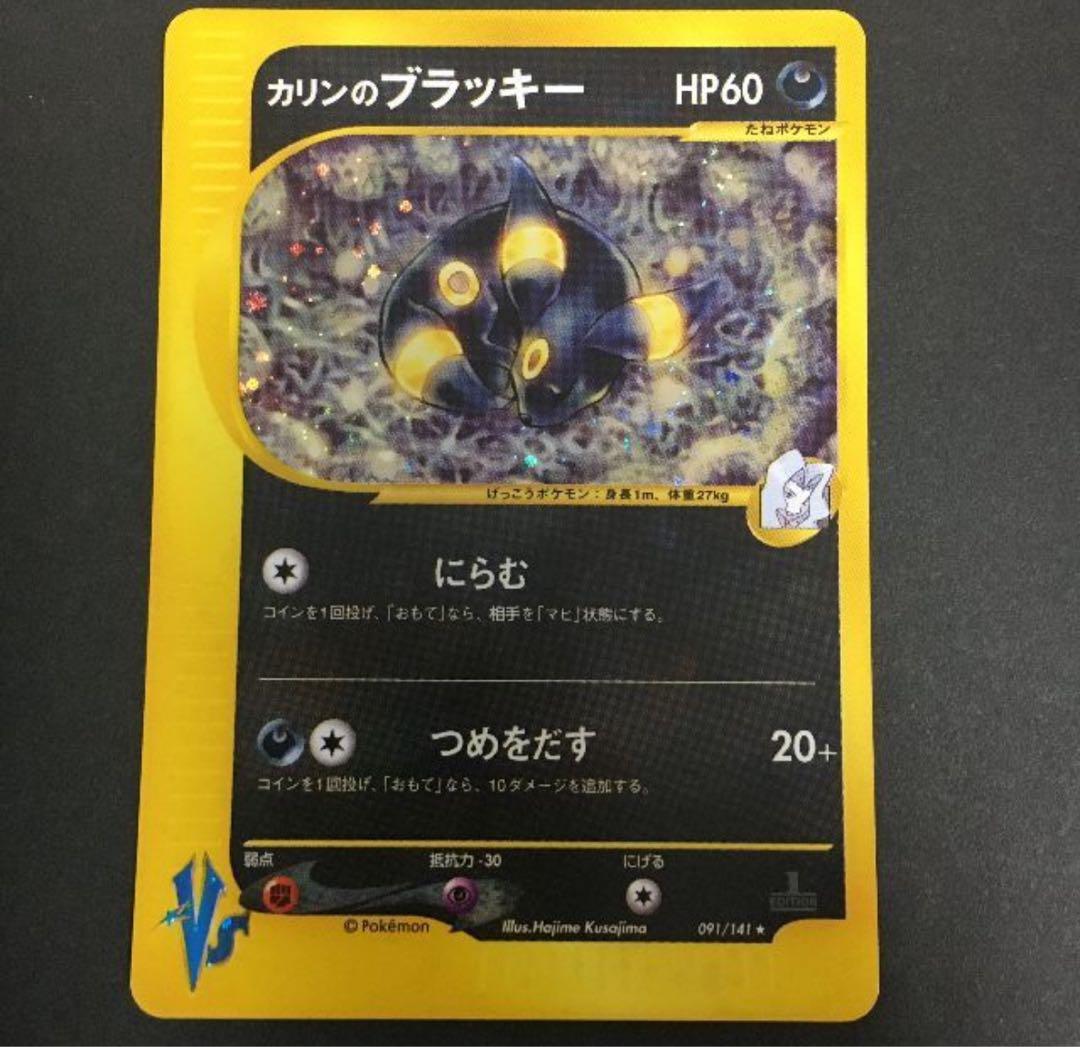 カリンのブラッキー HP60
たねポケモン
げっこうポケモン：身長1m、体重27kg
にらむ
コインを1回投げ、「おもて」なら、相手を「マヒ」状態にする。
つめをだす 20+
コインを1回投げ、「おもて」なら、10ダメージを追加する。
弱点 抵抗力 -30 にげる
1
EDITION
VS
© Pokémon Illus.Hajime Kusajima 091/141 ★